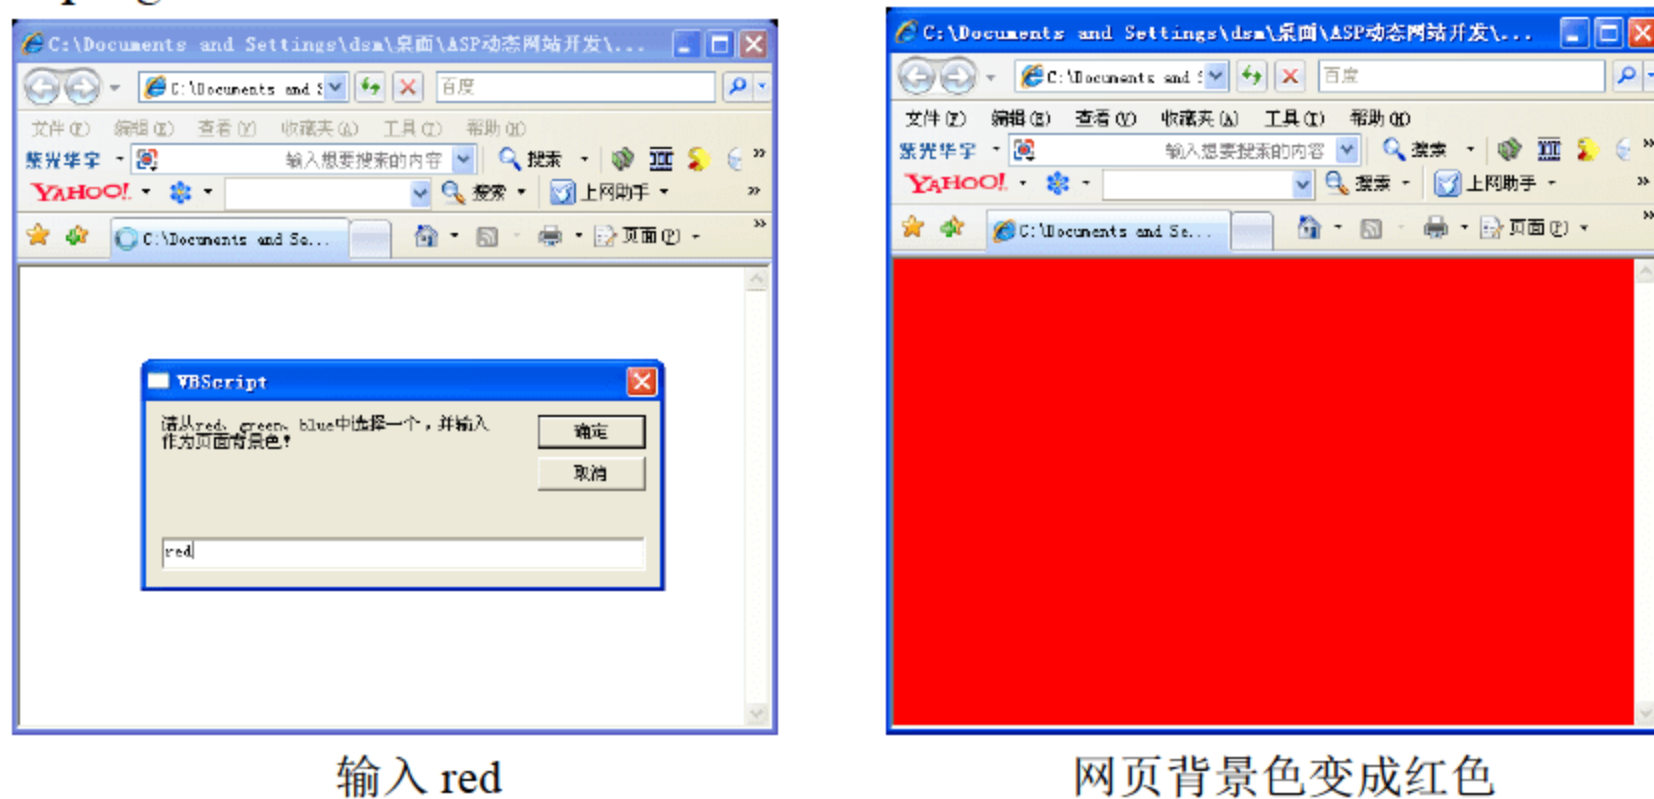 C:\Documents and Settings\dsm\桌面\ASP动态网站开发\...
C:\Documents and S
百度
文件(F) 编辑(E) 查看(V) 收藏夹(A) 工具(T) 帮助(H)
紫光华宇 输入想要搜索的内容 搜索 »
YAHOO! 搜索 上网助手 »
C:\Documents and Se... 页面(P) »
VBScript
请从red、green、blue中选择一个，并输入
作为页面背景色！
确定
取消
red
输入 red
C:\Documents and Settings\dsm\桌面\ASP动态网站开发\...
C:\Documents and S
百度
文件(F) 编辑(E) 查看(V) 收藏夹(A) 工具(T) 帮助(H)
紫光华宇 输入想要搜索的内容 搜索 »
YAHOO! 搜索 上网助手 »
C:\Documents and Se... 页面(P) »
网页背景色变成红色